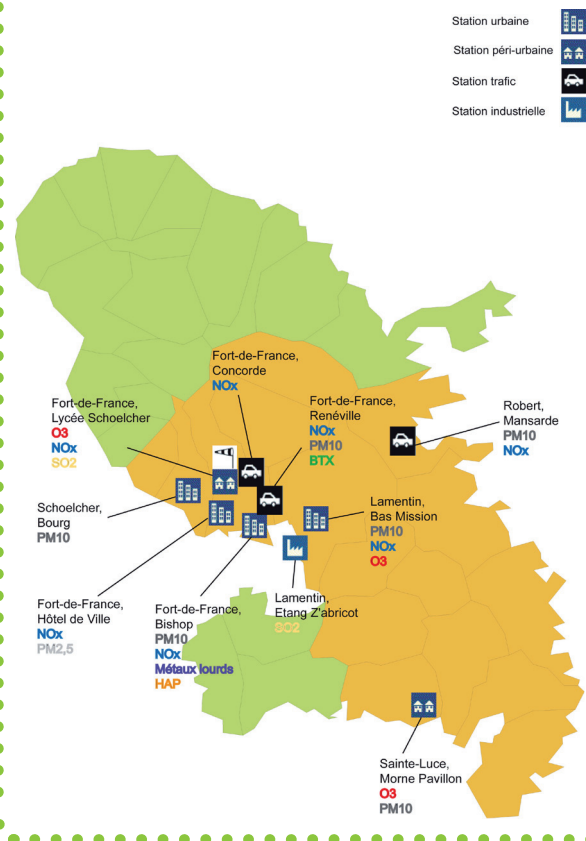 Station urbaine
Station péri-urbaine
Station trafic
Station industrielle
Fort-de-France,
Concorde
NOx
Fort-de-France,
Lycée Schoelcher
O3
NOx
SO2
Fort-de-France,
Renéville
NOx
PM10
BTX
Robert,
Mansarde
PM10
NOx
Schoelcher,
Bourg
PM10
Lamentin,
Bas Mission
PM10
NOx
O3
Fort-de-France,
Hôtel de Ville
NOx
PM2,5
Fort-de-France,
Bishop
PM10
NOx
Métaux lourds
HAP
Lamentin,
Etang Z'abricot
SO2
Sainte-Luce,
Morne Pavillon
O3
PM10